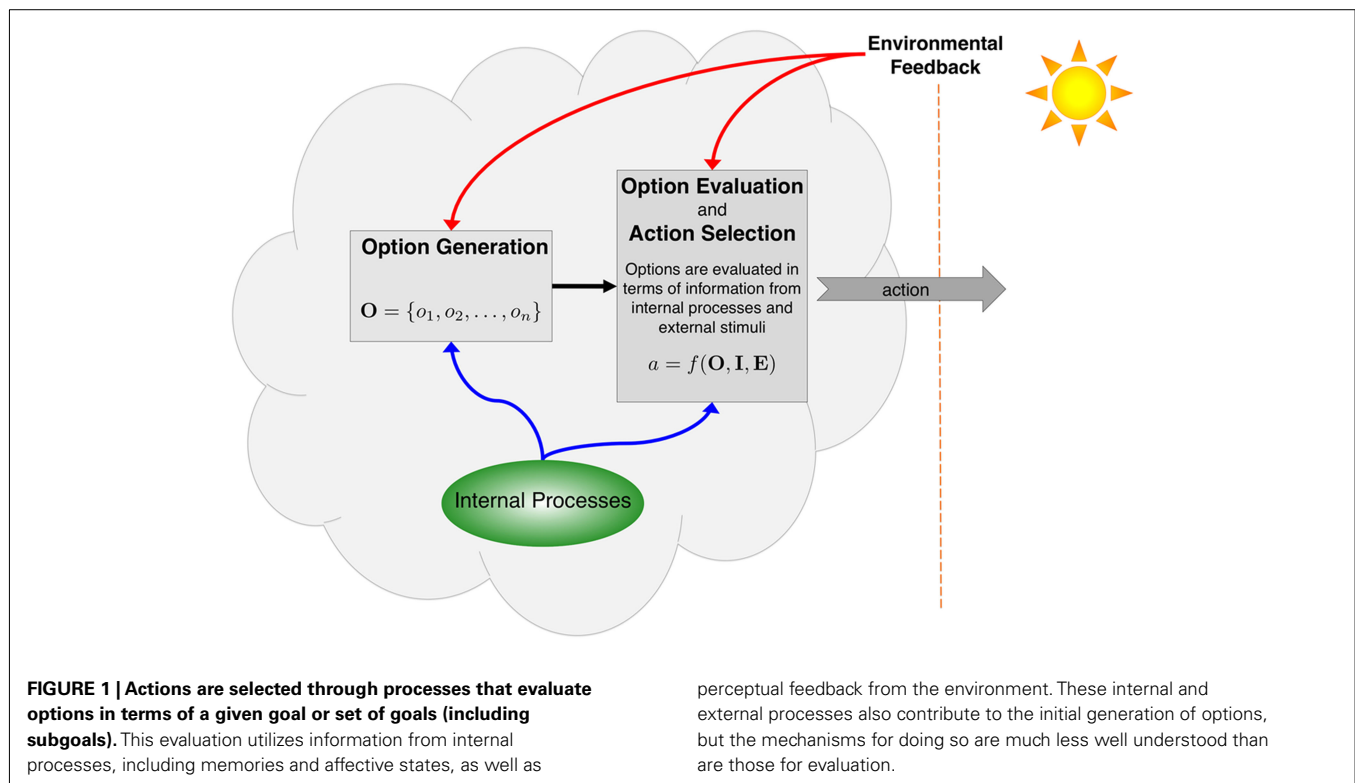 Environmental
Feedback
Option Evaluation
and
Action Selection
Options are evaluated in
terms of information from
internal processes and
external stimuli
a = f(O, I, E)
Option Generation
O = {o₁, o₂, . . . , oₙ}
action
Internal Processes
FIGURE 1 | Actions are selected through processes that evaluate
options in terms of a given goal or set of goals (including
subgoals). This evaluation utilizes information from internal
processes, including memories and affective states, as well as
perceptual feedback from the environment. These internal and
external processes also contribute to the initial generation of options,
but the mechanisms for doing so are much less well understood than
are those for evaluation.